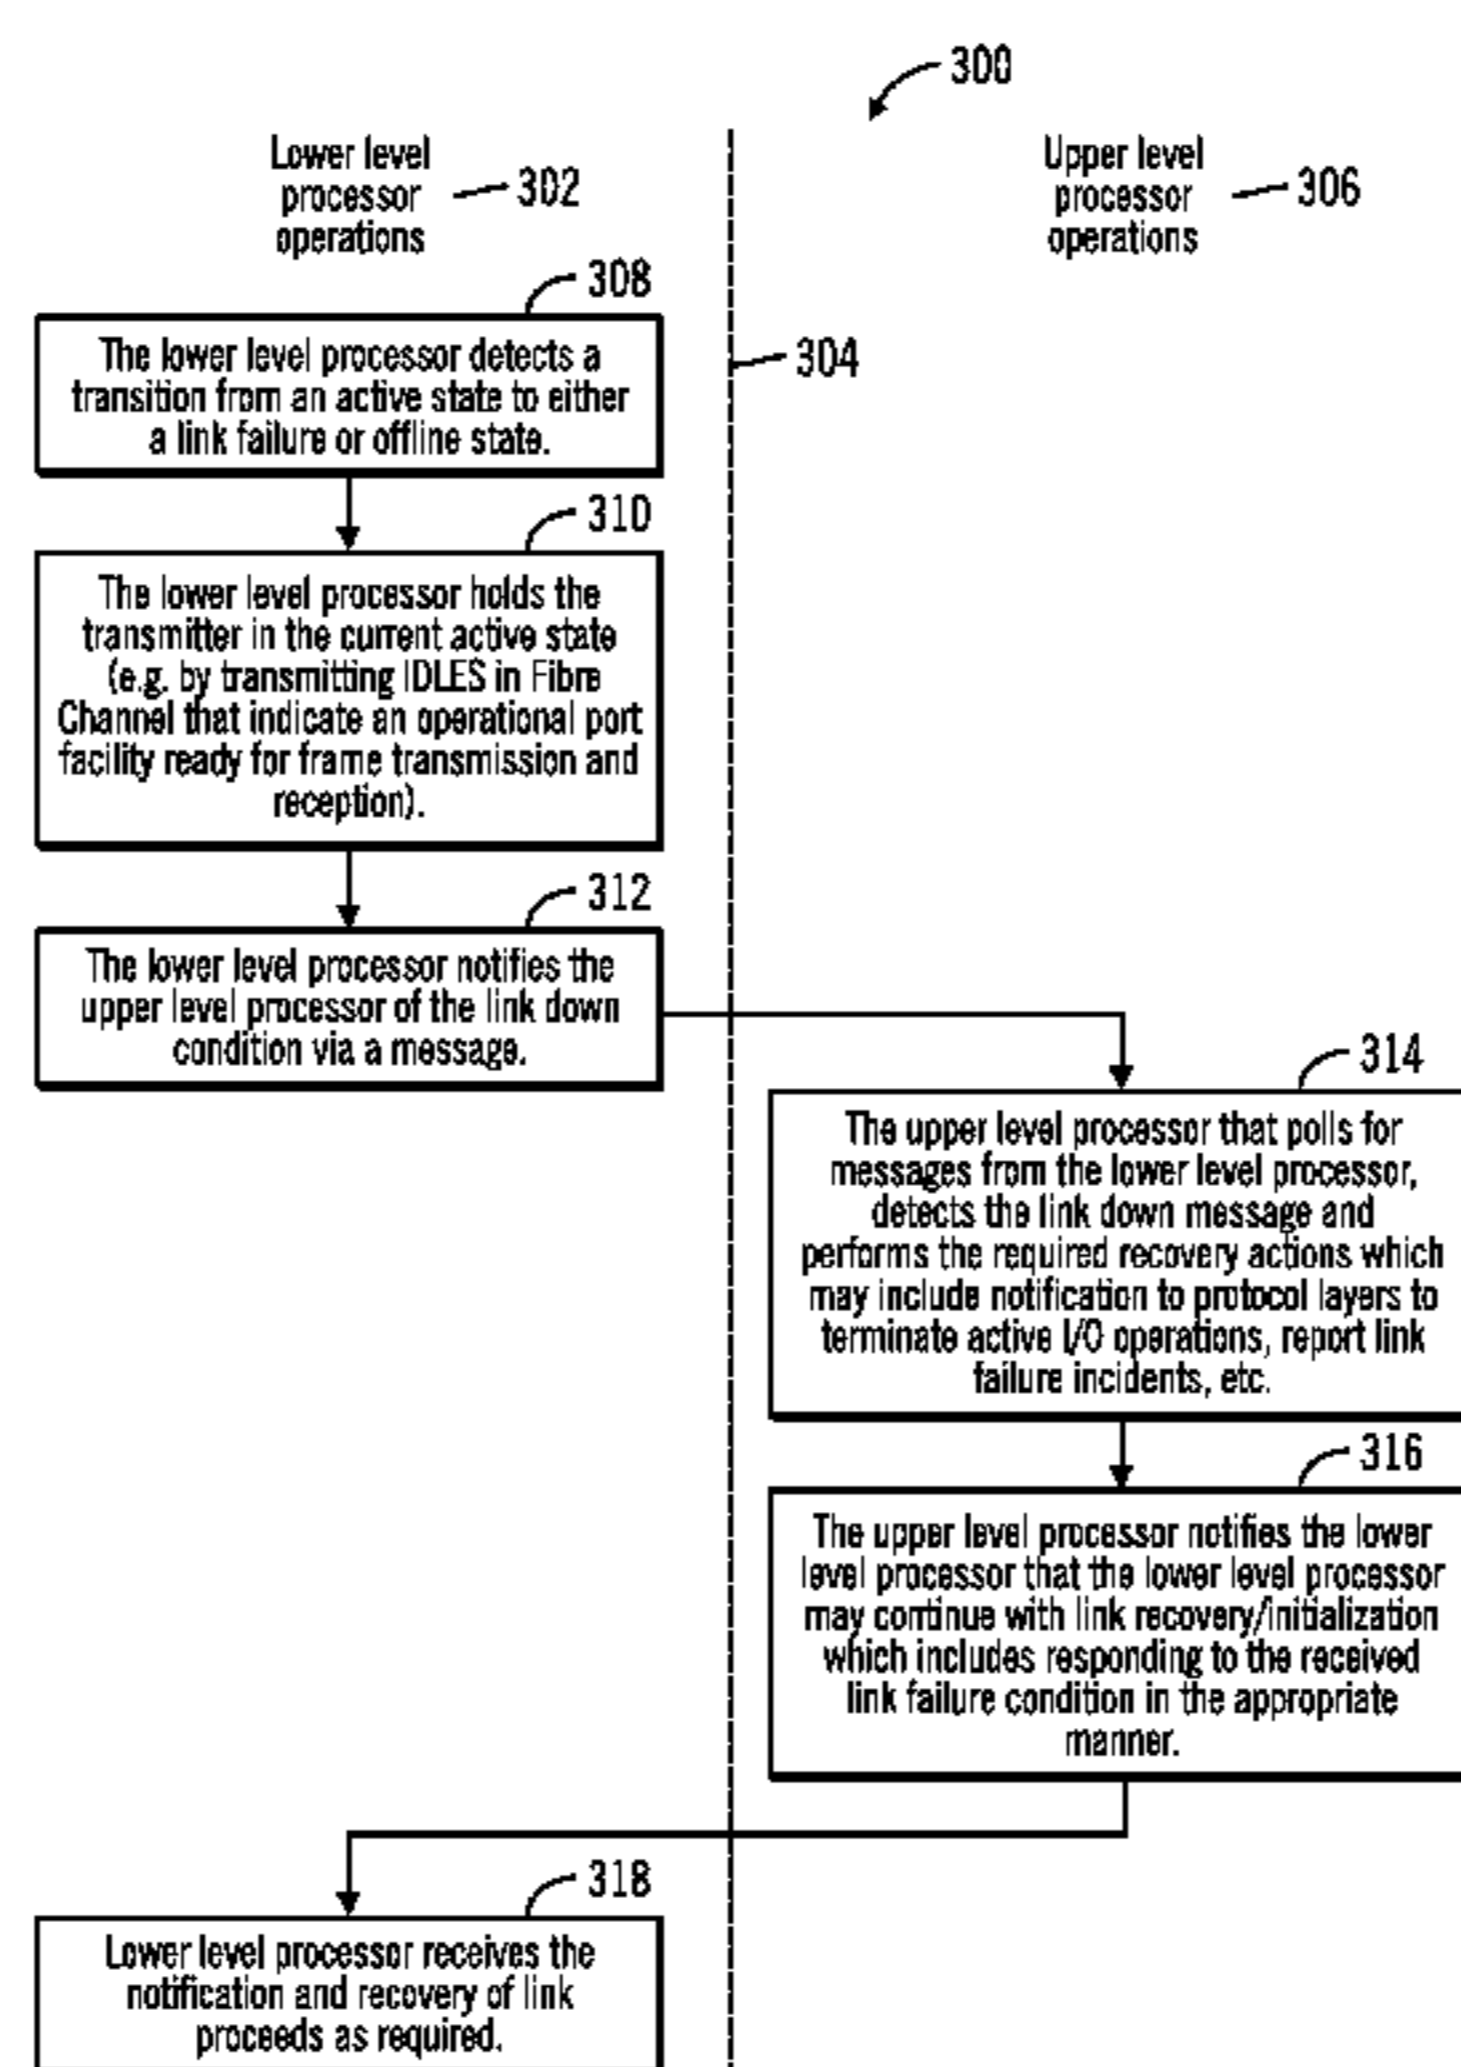 300
Lower level
processor
operations
302
Upper level
processor
operations
306
304
308
The lower level processor detects a
transition from an active state to either
a link failure or offline state.
310
The lower level processor holds the
transmitter in the current active state
(e.g. by transmitting IDLES in Fibre
Channel that indicate an operational port
facility ready for frame transmission and
reception).
312
The lower level processor notifies the
upper level processor of the link down
condition via a message.
314
The upper level processor that polls for
messages from the lower level processor,
detects the link down message and
performs the required recovery actions which
may include notification to protocol layers to
terminate active I/O operations, report link
failure incidents, etc.
316
The upper level processor notifies the lower
level processor that the lower level processor
may continue with link recovery/initialization
which includes responding to the received
link failure condition in the appropriate
manner.
318
Lower level processor receives the
notification and recovery of link
proceeds as required.